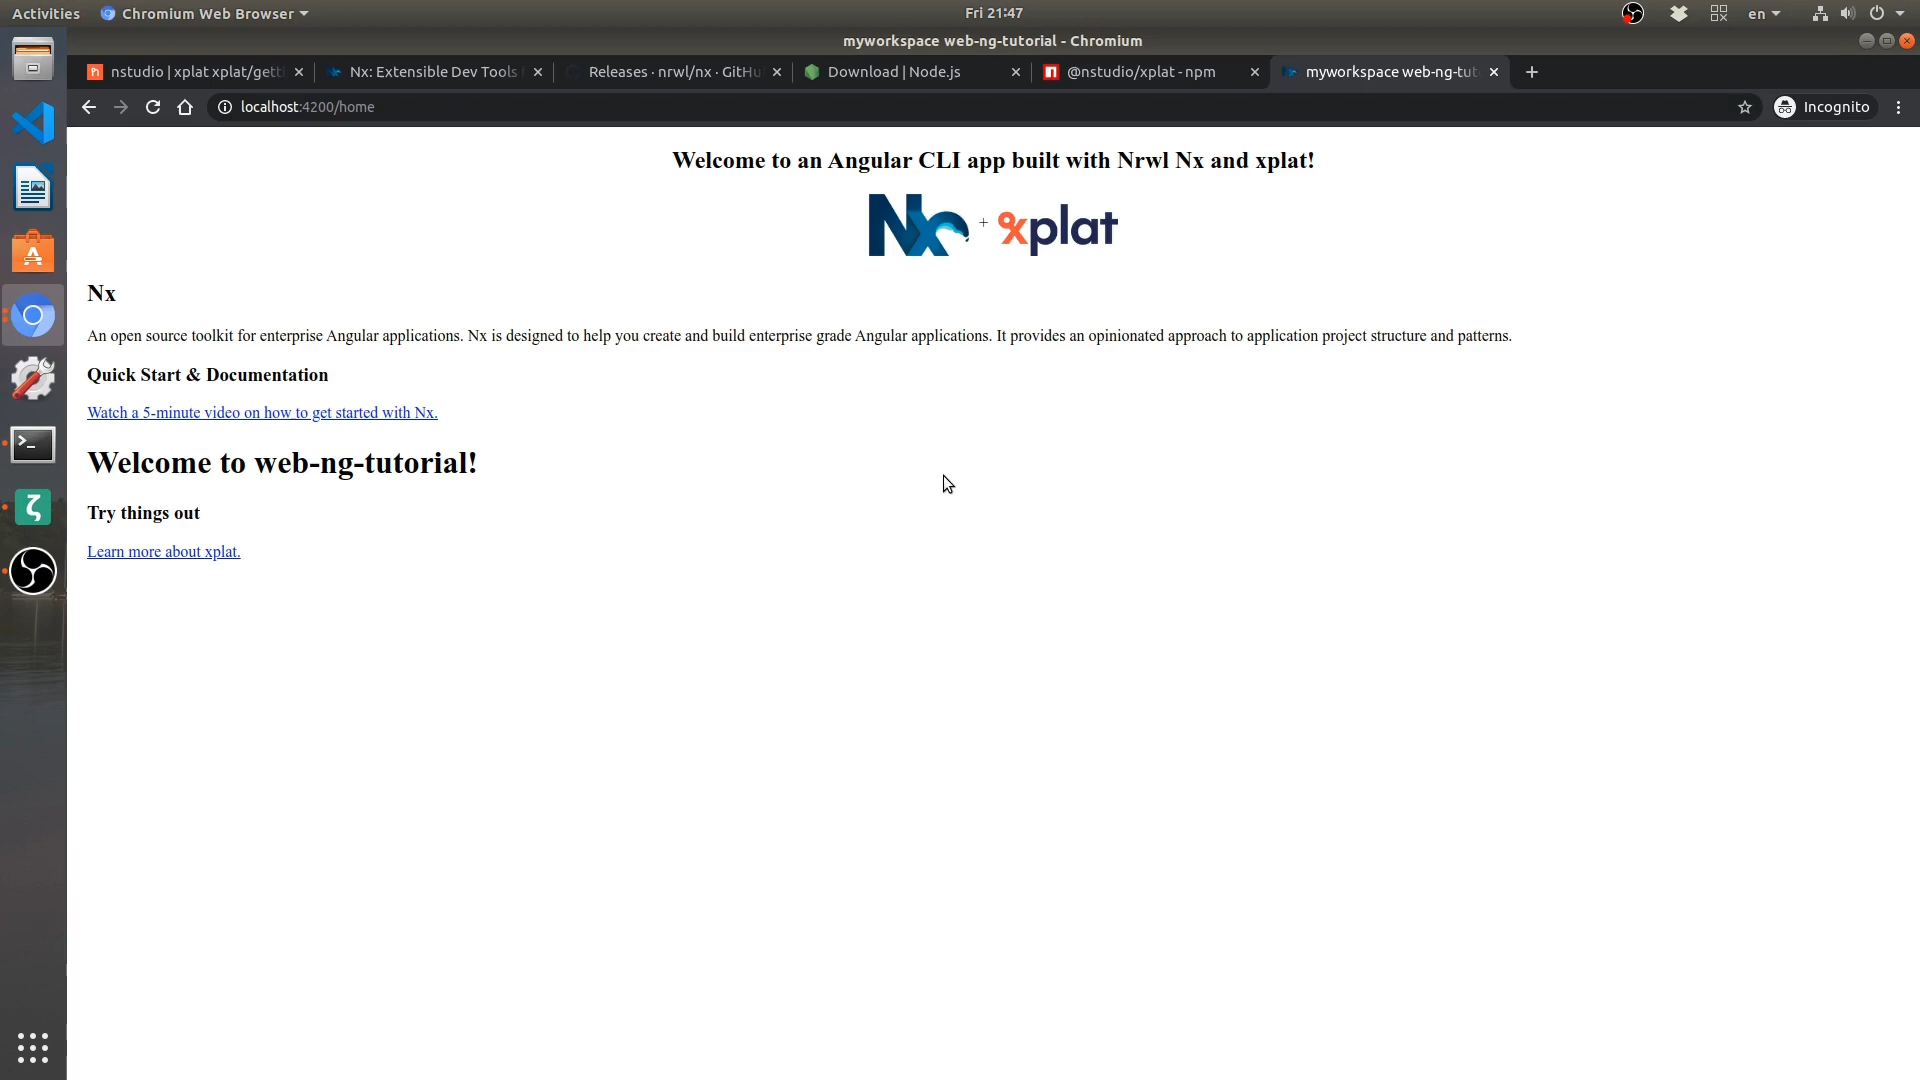 Activities
Chromium Web Browser
Fri 21:47
en
myworkspace web-ng-tutorial - Chromium
nstudio | xplat xplat/gett
Nx: Extensible Dev Tools
Releases · nrwl/nx · GitHu
Download | Node.js
@nstudio/xplat - npm
myworkspace web-ng-tut
localhost:4200/home
Incognito
Welcome to an Angular CLI app built with Nrwl Nx and xplat!
Nx + xplat
Nx
An open source toolkit for enterprise Angular applications. Nx is designed to help you create and build enterprise grade Angular applications. It provides an opinionated approach to application project structure and patterns.
Quick Start & Documentation
Watch a 5-minute video on how to get started with Nx.
Welcome to web-ng-tutorial!
Try things out
Learn more about xplat.